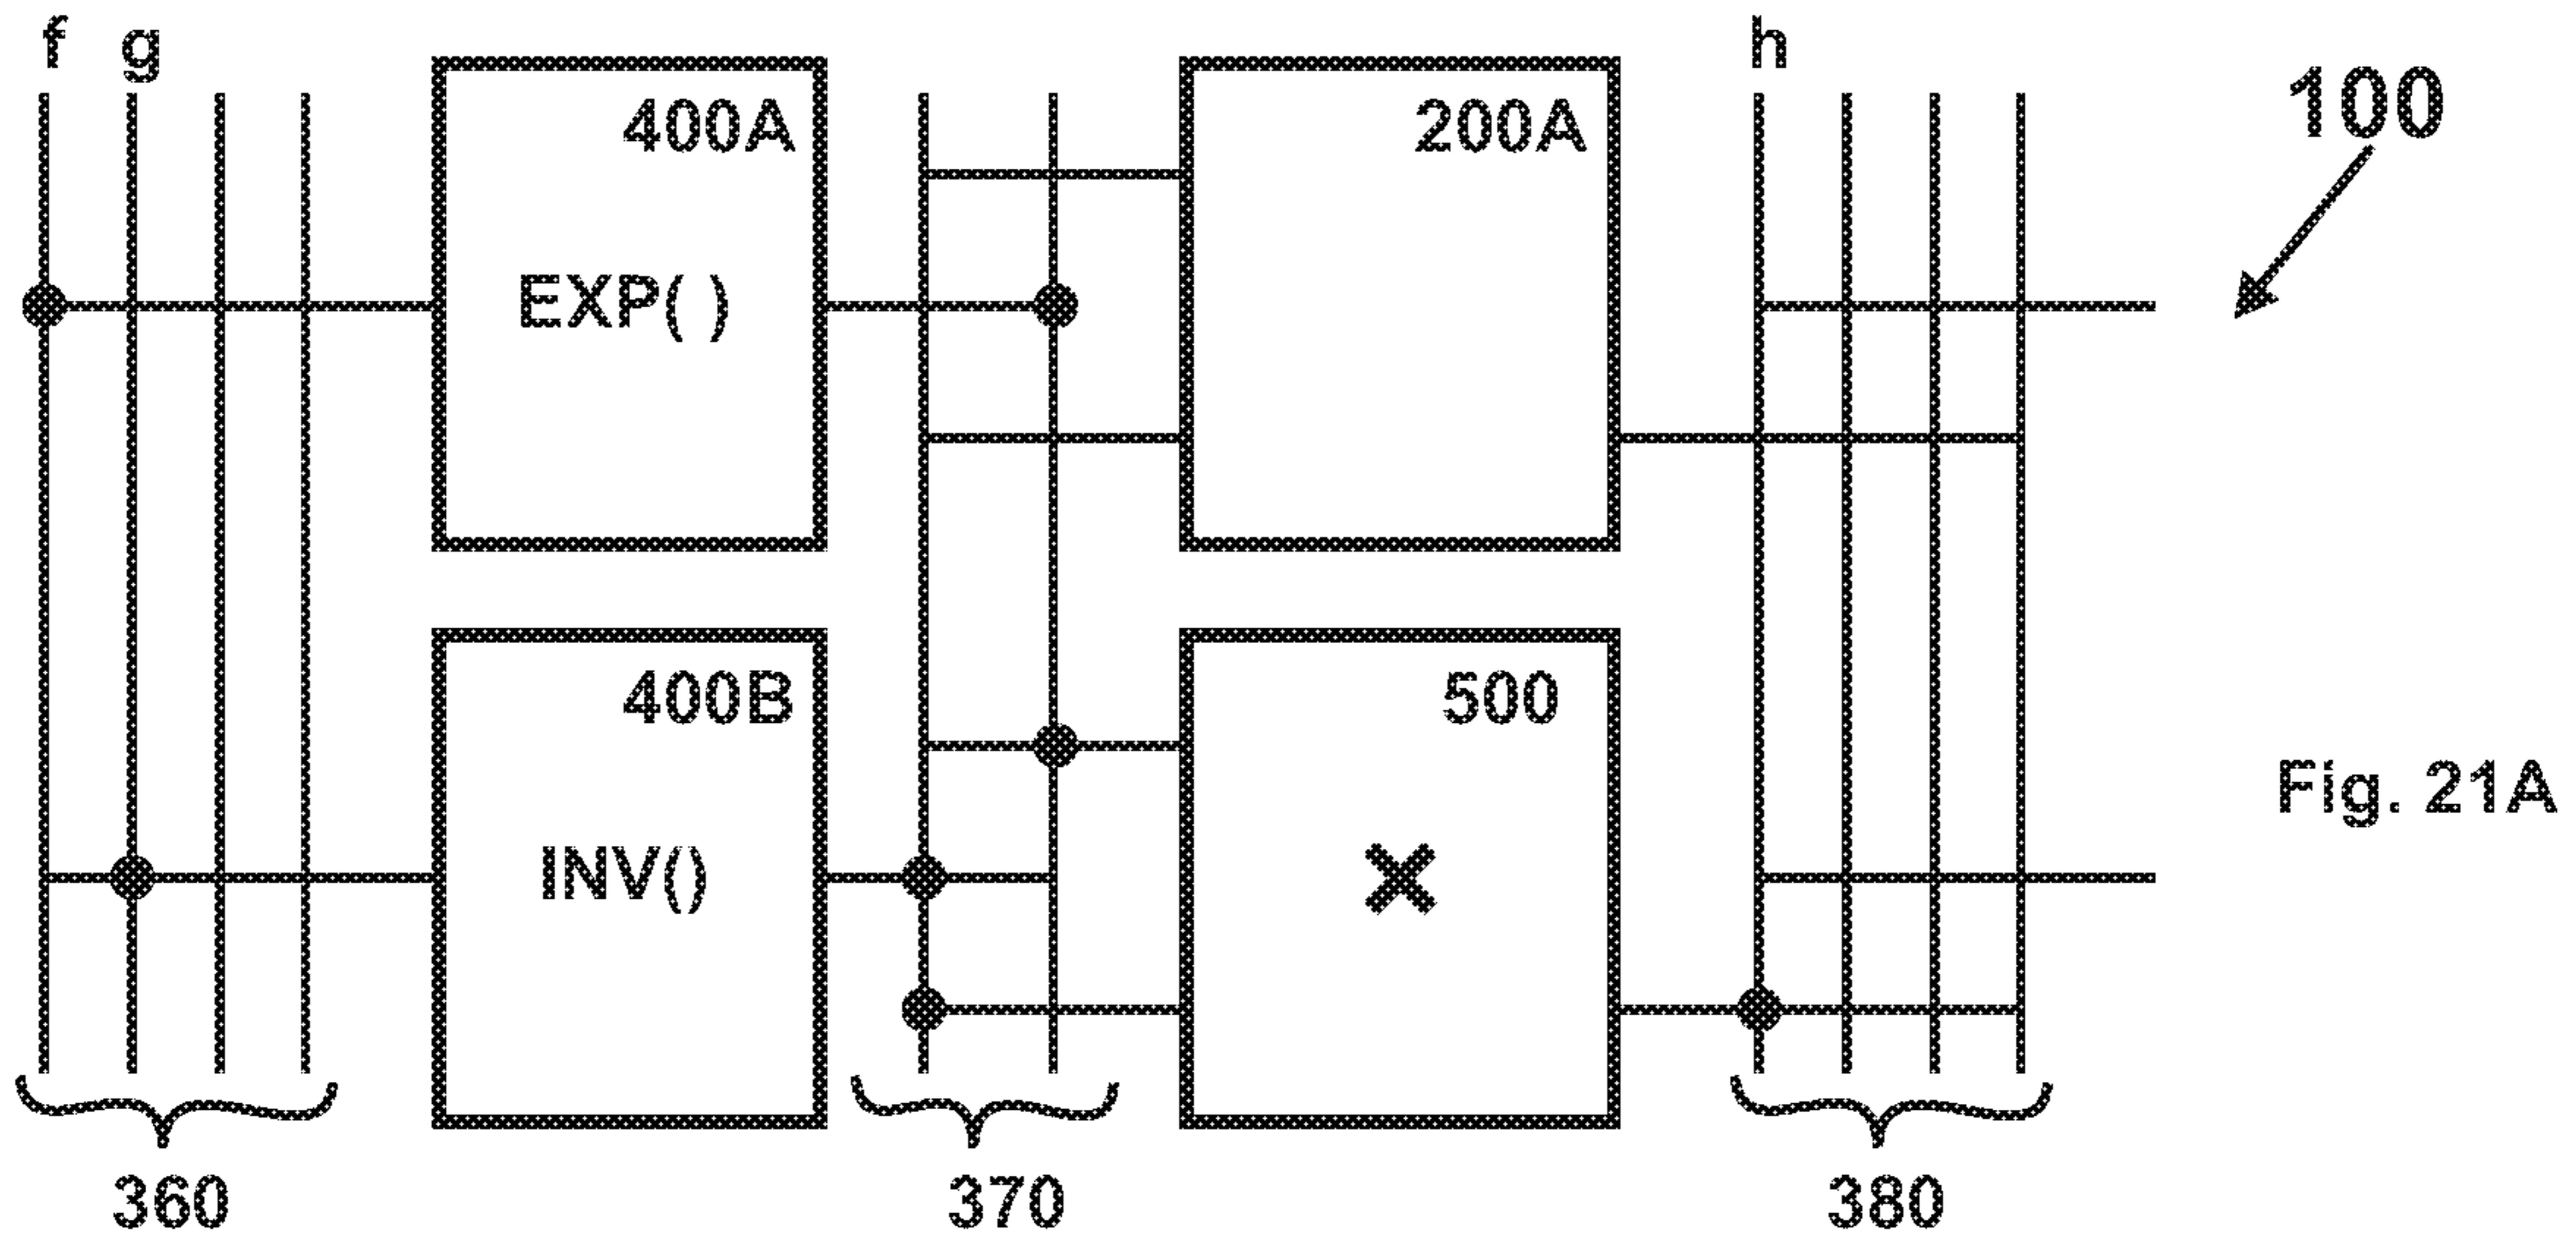 f g h
400A 200A 100
EXP( )
400B 500
Fig. 21A
INV() ×
360 370 380